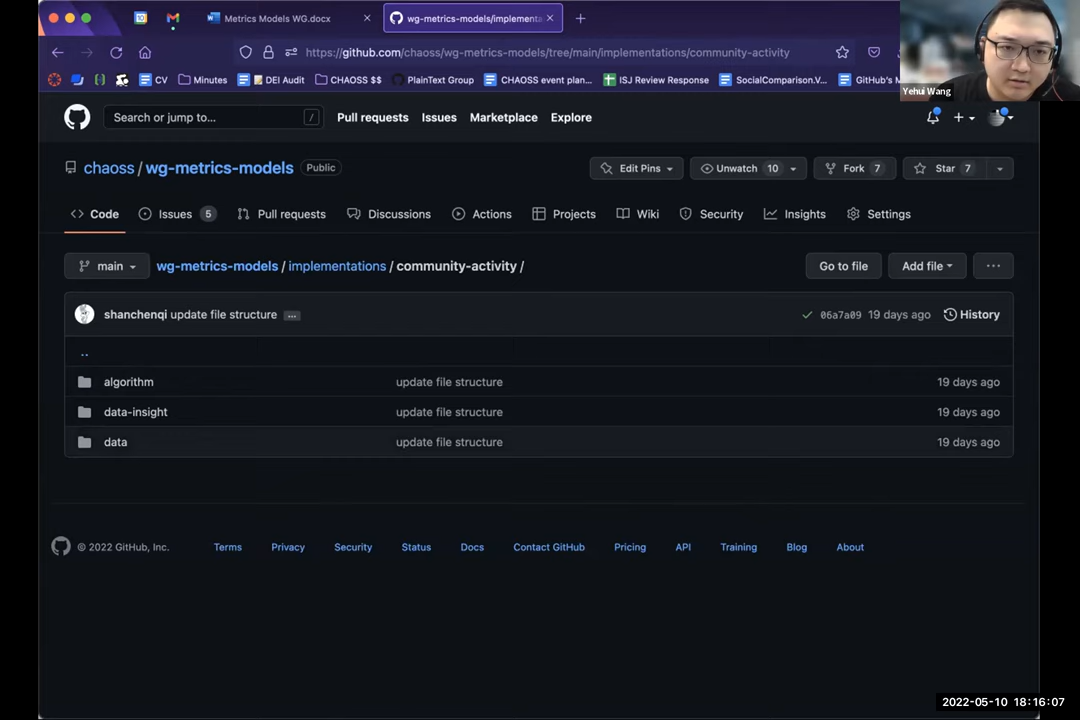 Metrics Models WG.docx
wg-metrics-models/implementa
https://github.com/chaoss/wg-metrics-models/tree/main/implementations/community-activity
CV Minutes DEI Audit CHAOSS $$ PlainText Group CHAOSS event plan... ISJ Review Response SocialComparison.V... GitHub's
Yehui Wang
Search or jump to... / Pull requests Issues Marketplace Explore
chaoss / wg-metrics-models Public Edit Pins Unwatch 10 Fork 7 Star 7
Code Issues 5 Pull requests Discussions Actions Projects Wiki Security Insights Settings
main wg-metrics-models / implementations / community-activity / Go to file Add file ...
shanchenqi update file structure ... 06a7a09 19 days ago History
..
algorithm update file structure 19 days ago
data-insight update file structure 19 days ago
data update file structure 19 days ago
© 2022 GitHub, Inc. Terms Privacy Security Status Docs Contact GitHub Pricing API Training Blog About
2022-05-10 18:16:07